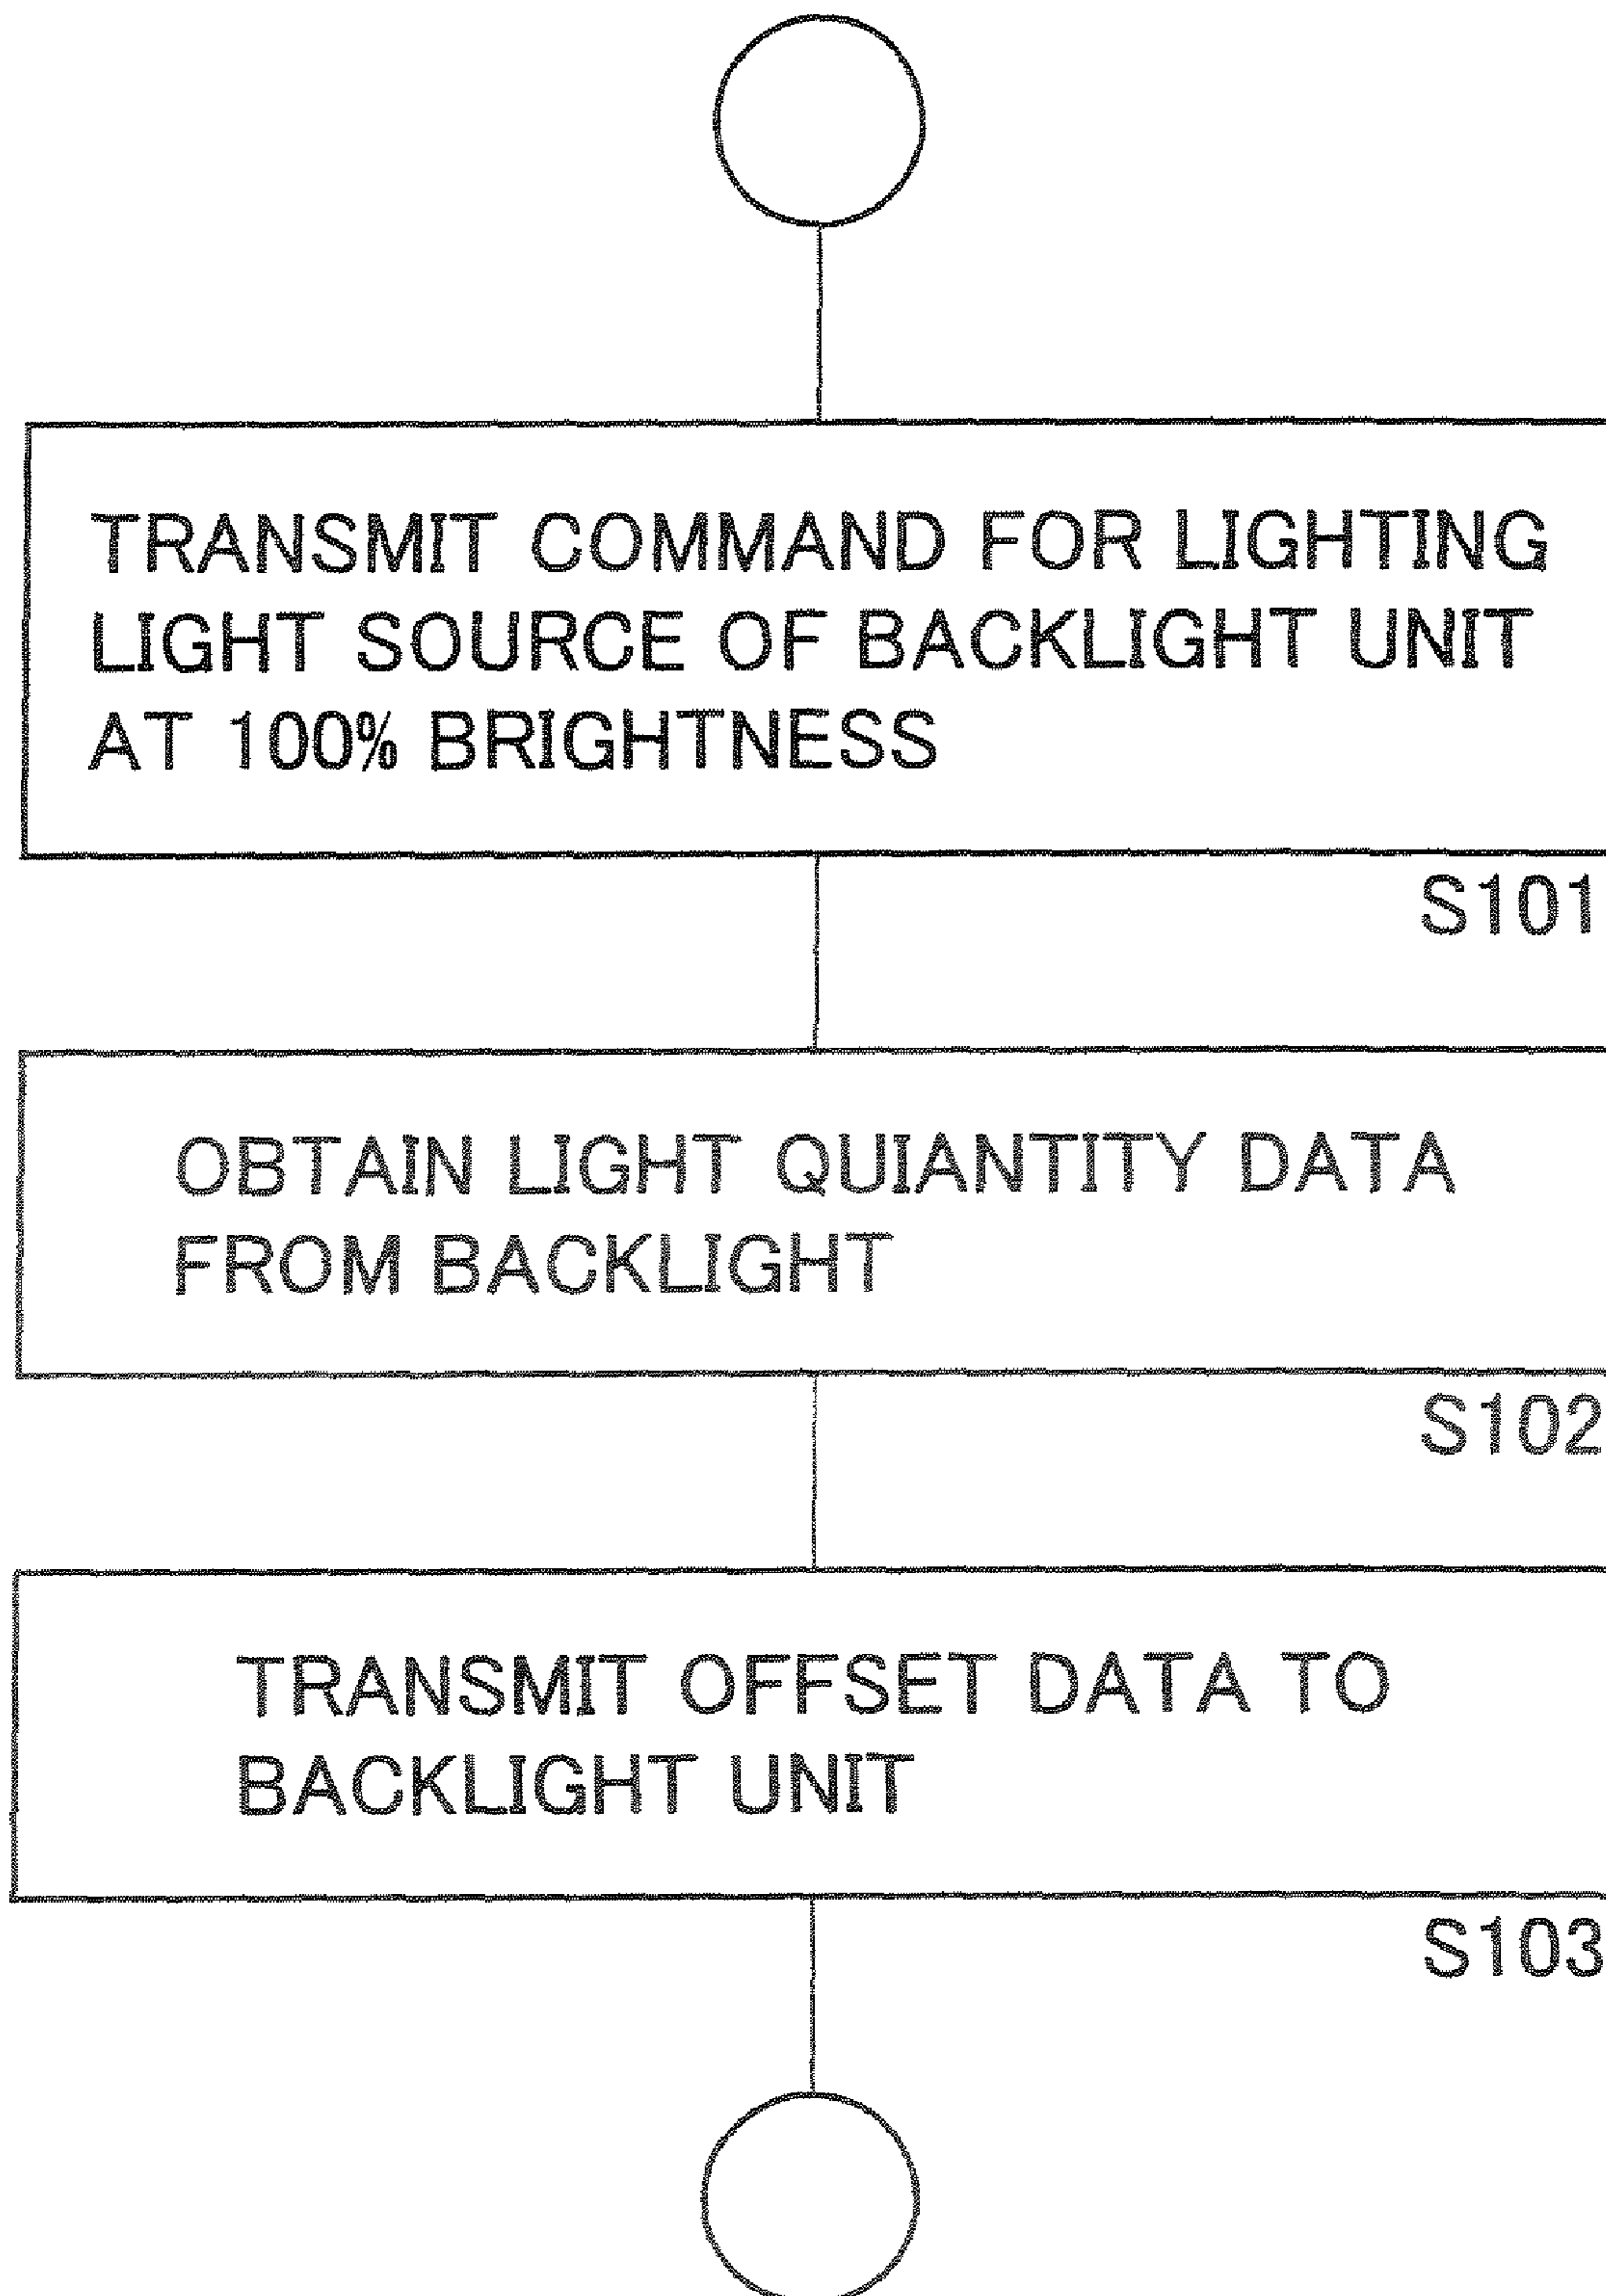 TRANSMIT COMMAND FOR LIGHTING
LIGHT SOURCE OF BACKLIGHT UNIT
AT 100% BRIGHTNESS
S101
OBTAIN LIGHT QUIANTITY DATA
FROM BACKLIGHT
S102
TRANSMIT OFFSET DATA TO
BACKLIGHT UNIT
S103